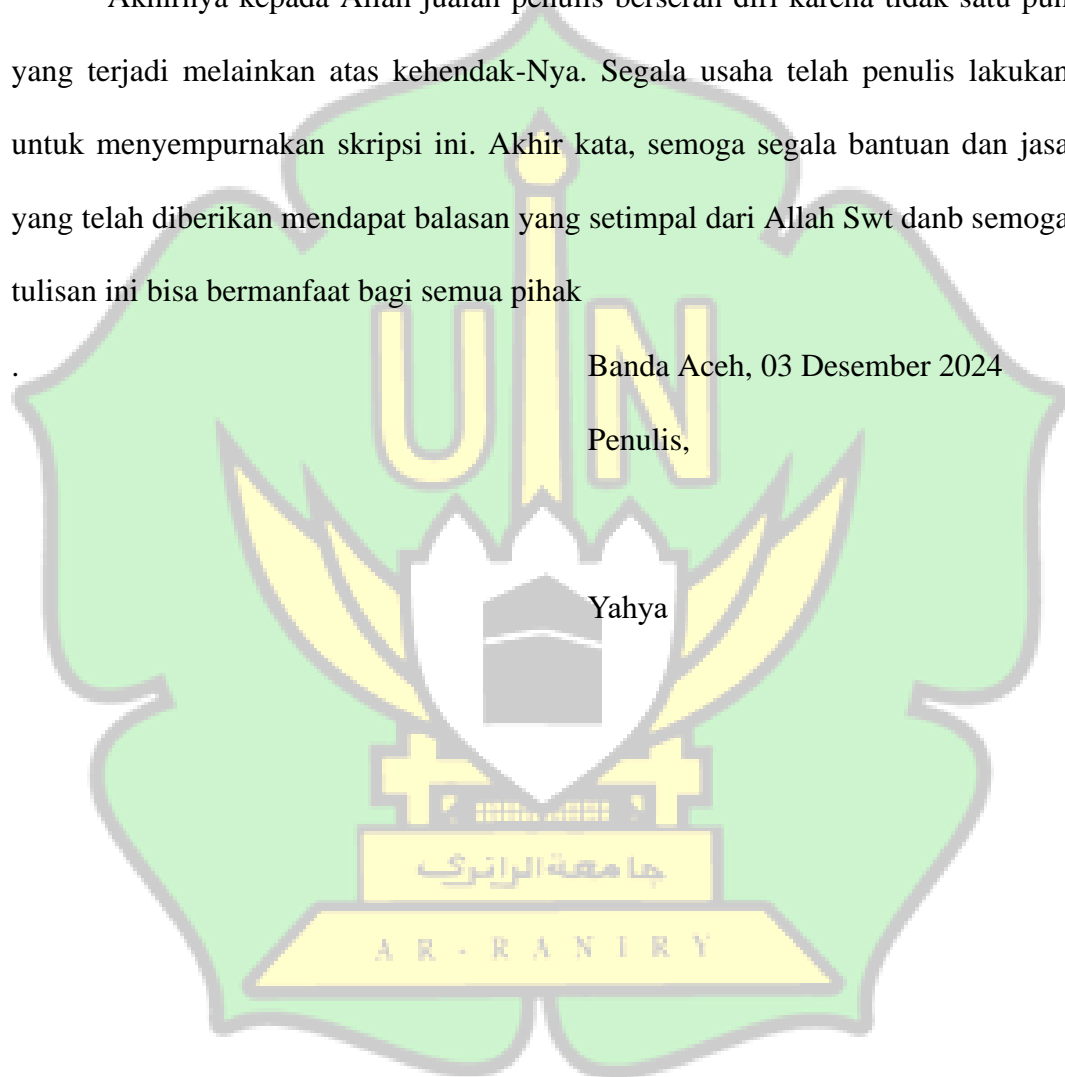 Akhirnya kepada Allah jualah penulis berserah diri karena tidak satu pun
yang terjadi melainkan atas kehendak-Nya. Segala usaha telah penulis lakukan
untuk menyempurnakan skripsi ini. Akhir kata, semoga segala bantuan dan jasa
yang telah diberikan mendapat balasan yang setimpal dari Allah Swt danb semoga
tulisan ini bisa bermanfaat bagi semua pihak
.
Banda Aceh, 03 Desember 2024
Penulis,
UIN
Yahya
جامعة الرانري
AR-RANIRY